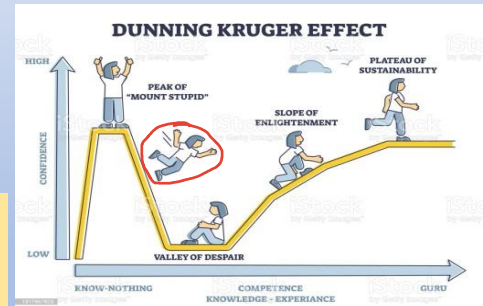 DUNNING KRUGER EFFECT
HIGH
PLATEAU OF
SUSTAINABILITY
PEAK OF
"MOUNT STUPID"
SLOPE OF
ENLIGHTENMENT
CONFIDENCE
LOW
VALLEY OF DESPAIR
KNOW-NOTHING
COMPETENCE
GURU
KNOWLEDGE - EXPERIANCE